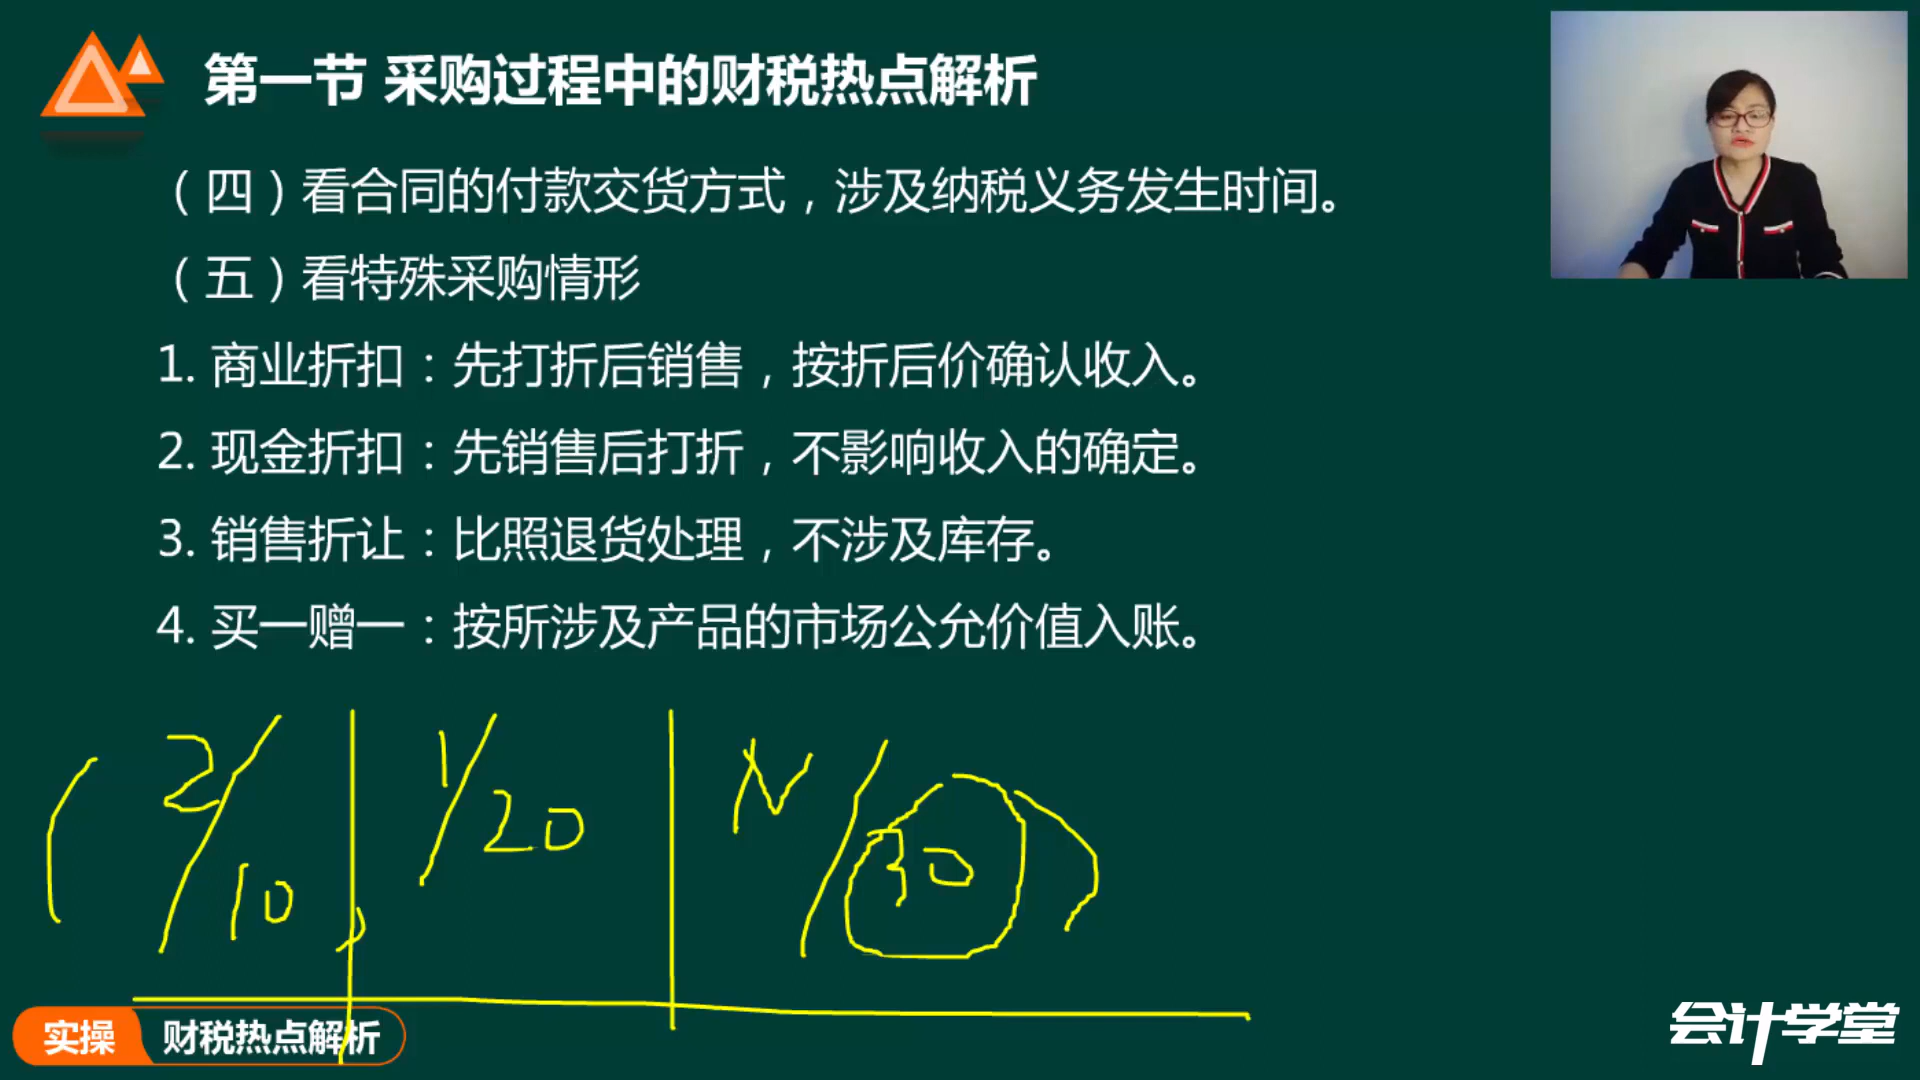 第一节 采购过程中的财税热点解析
（四）看合同的付款交货方式，涉及纳税义务发生时间。
（五）看特殊采购情形
1. 商业折扣：先打折后销售，按折后价确认收入。
2. 现金折扣：先销售后打折，不影响收入的确定。
3. 销售折让：比照退货处理，不涉及库存。
4. 买一赠一：按所涉及产品的市场公允价值入账。
(2/10, 1/20 N/30)
实操 财税热点解析
会计学堂